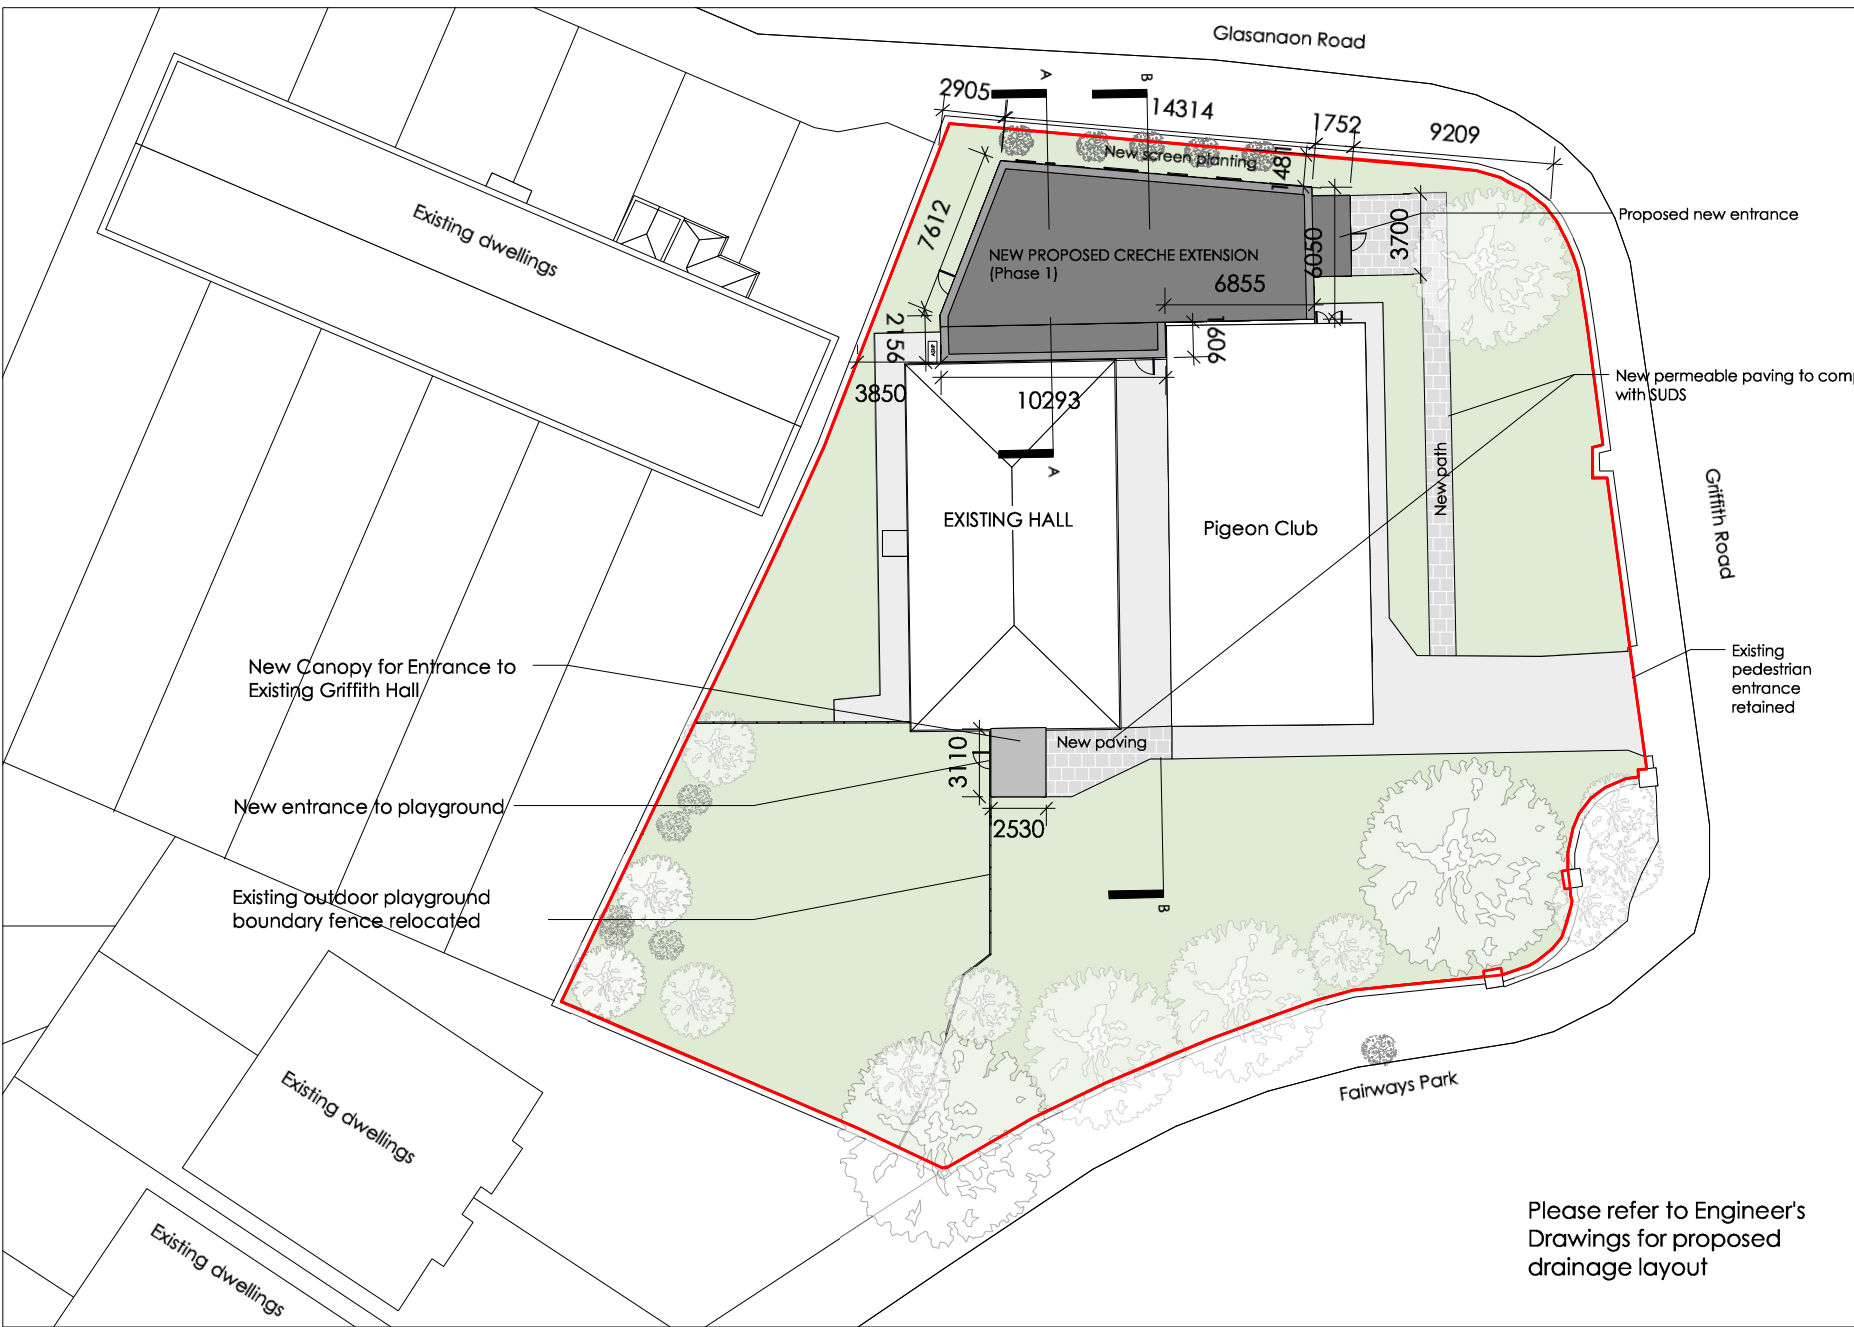 Glasanaon Road
A
B
2905
14314
1752
9209
New screen planting
1481
7612
3700
Proposed new entrance
NEW PROPOSED CRECHE EXTENSION
(Phase 1)
6050
6855
2156
1609
3850
10293
New permeable paving to comp
with SUDS
A
New path
Existing dwellings
EXISTING HALL
Pigeon Club
Griffith Road
New Canopy for Entrance to
Existing Griffith Hall
Existing
pedestrian
entrance
retained
3110
New paving
New entrance to playground
2530
Existing outdoor playground
boundary fence relocated
B
Fairways Park
Existing dwellings
Existing dwellings
Please refer to Engineer's
Drawings for proposed
drainage layout